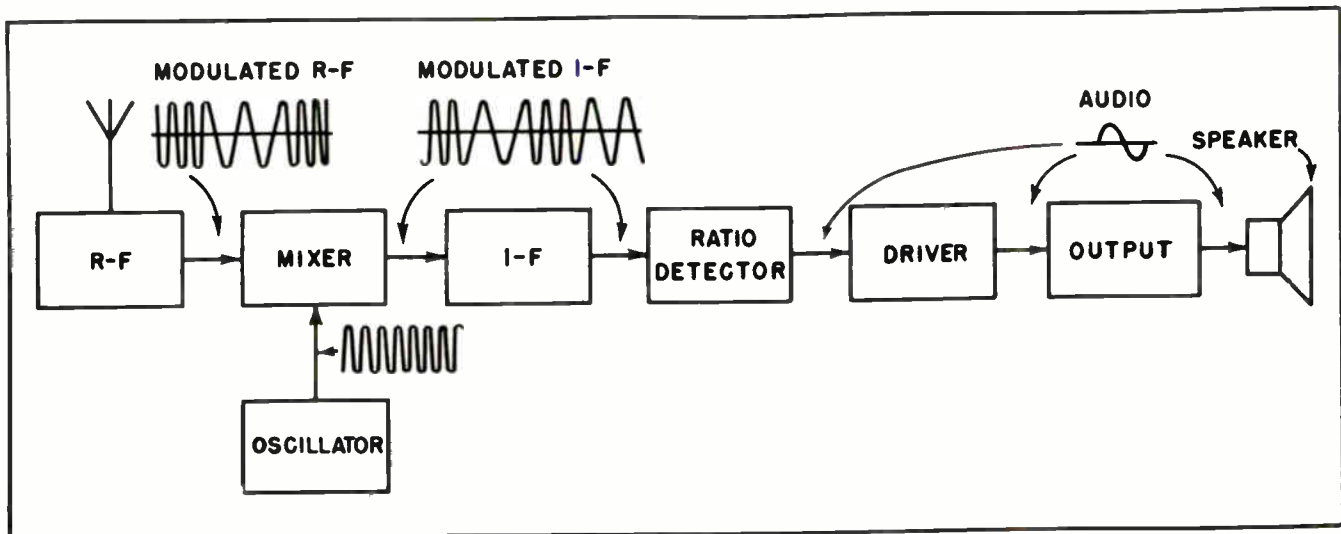 MODULATED R-F
MODULATED I-F
AUDIO
SPEAKER
R-F
MIXER
I-F
RATIO
DETECTOR
DRIVER
OUTPUT
OSCILLATOR